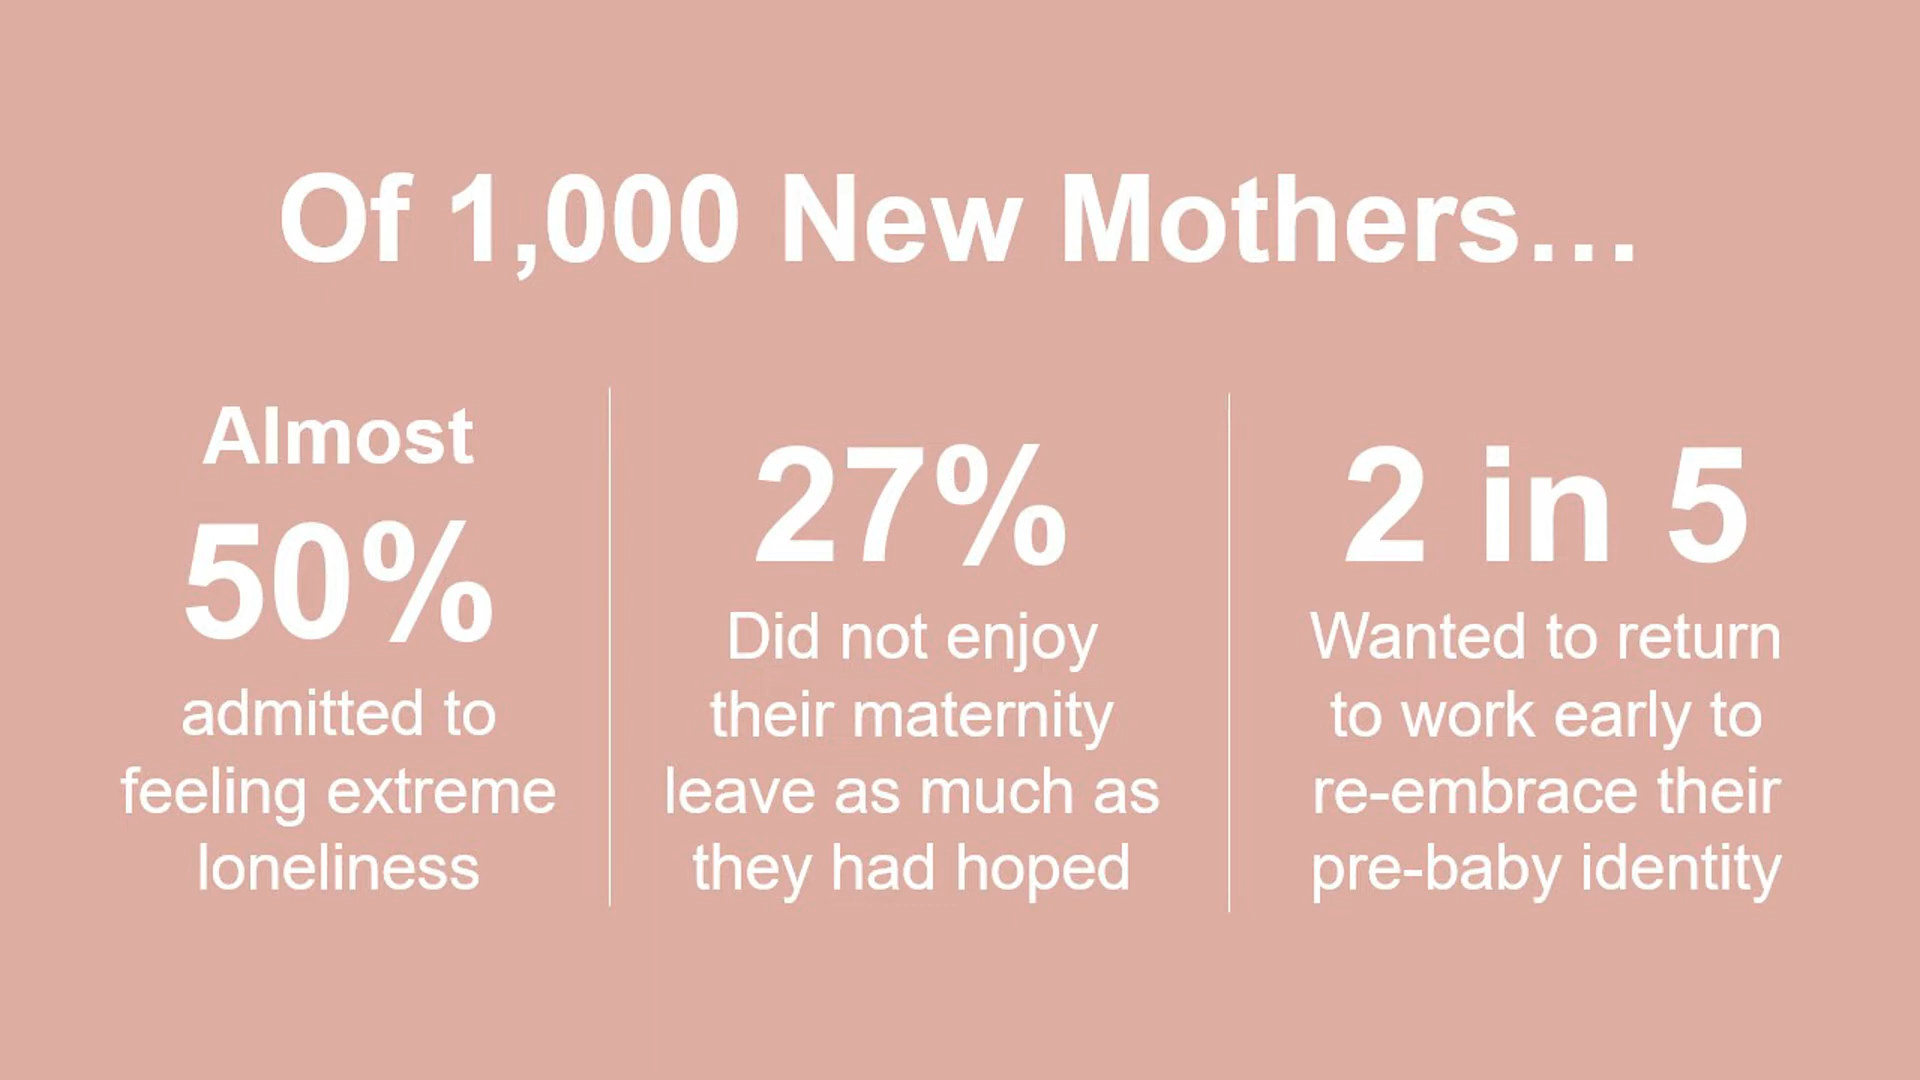 Of 1,000 New Mothers…
Almost
50%
admitted to
feeling extreme
loneliness
27%
Did not enjoy
their maternity
leave as much as
they had hoped
2 in 5
Wanted to return
to work early to
re-embrace their
pre-baby identity